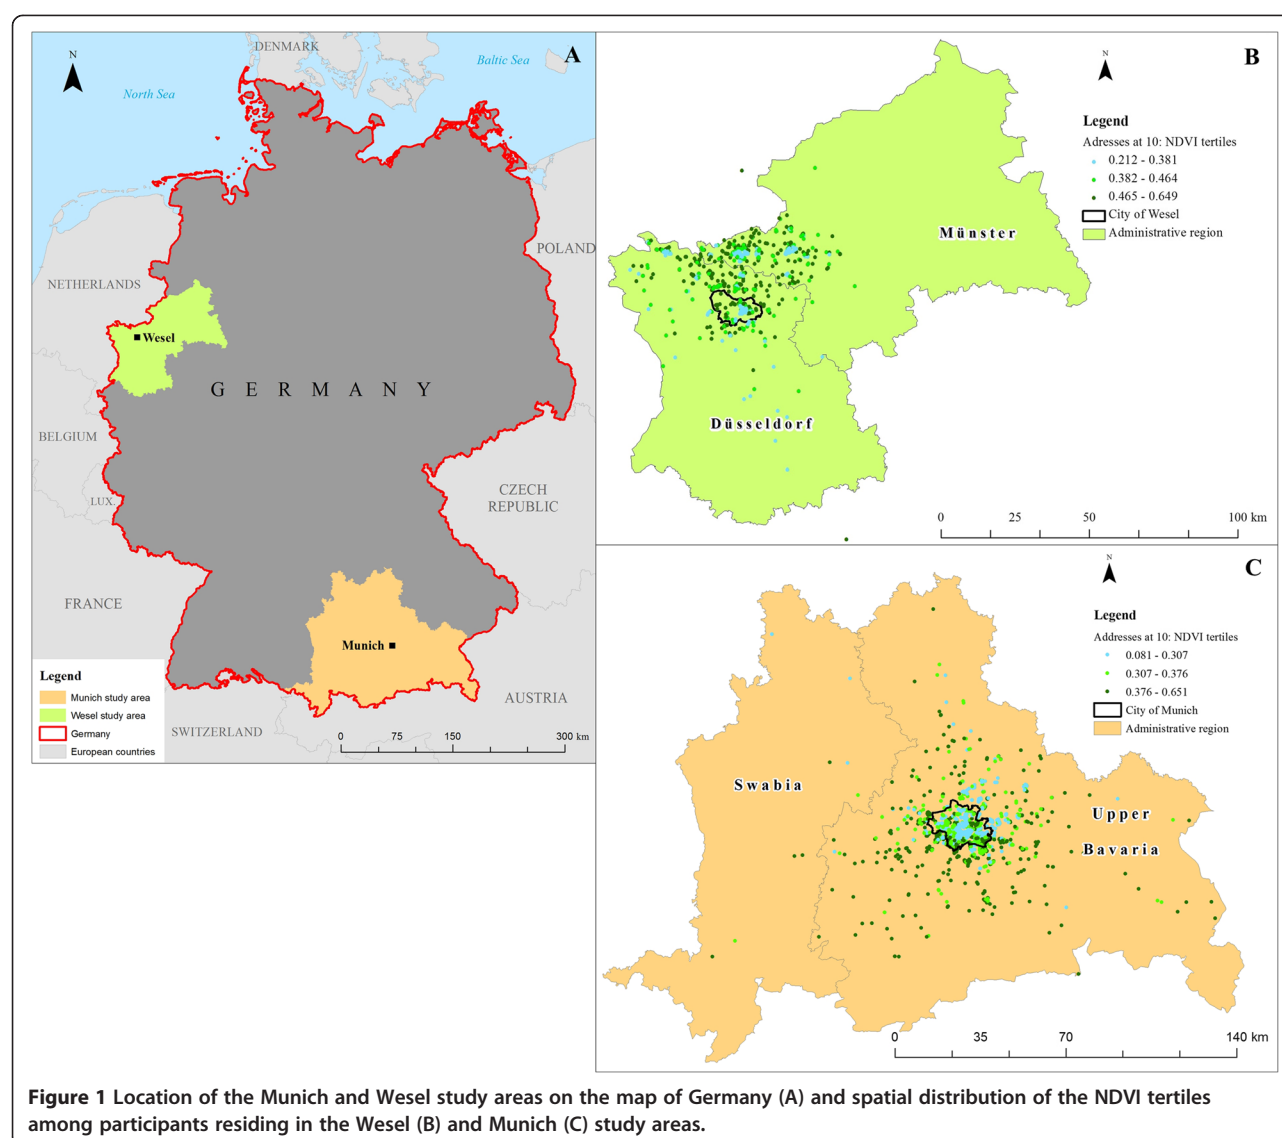 A
N
DENMARK
Baltic Sea
North Sea
POLAND
NETHERLANDS
Wesel
G E R M A N Y
BELGIUM
LUX.
CZECH
REPUBLIC
FRANCE
Munich
AUSTRIA
SWITZERLAND
Legend
Munich study area
Wesel study area
Germany
European countries
0 75 150 300 km
B
N
Legend
Adresses at 10: NDVI tertiles
0.212 - 0.381
0.382 - 0.464
0.465 - 0.649
City of Wesel
Administrative region
Münster
Düsseldorf
0 25 50 100 km
C
N
Legend
Addresses at 10: NDVI tertiles
0.081 - 0.307
0.307 - 0.376
0.376 - 0.651
City of Munich
Administrative region
Swabia
Upper
Bavaria
0 35 70 140 km
Figure 1 Location of the Munich and Wesel study areas on the map of Germany (A) and spatial distribution of the NDVI tertiles
among participants residing in the Wesel (B) and Munich (C) study areas.